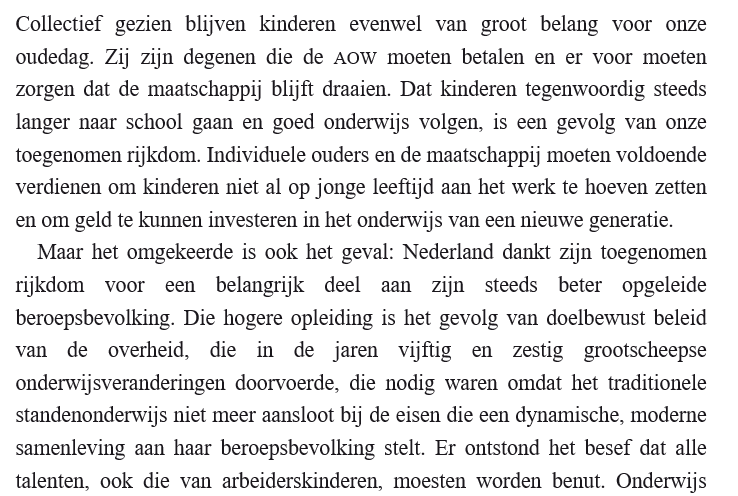 Collectief gezien blijven kinderen evenwel van groot belang voor onze
oudedag. Zij zijn degenen die de AOW moeten betalen en er voor moeten
zorgen dat de maatschappij blijft draaien. Dat kinderen tegenwoordig steeds
langer naar school gaan en goed onderwijs volgen, is een gevolg van onze
toegenomen rijkdom. Individuele ouders en de maatschappij moeten voldoende
verdienen om kinderen niet al op jonge leeftijd aan het werk te hoeven zetten
en om geld te kunnen investeren in het onderwijs van een nieuwe generatie.
Maar het omgekeerde is ook het geval: Nederland dankt zijn toegenomen
rijkdom voor een belangrijk deel aan zijn steeds beter opgeleide
beroepsbevolking. Die hogere opleiding is het gevolg van doelbewust beleid
van de overheid, die in de jaren vijftig en zestig grootscheepse
onderwijsveranderingen doorvoerde, die nodig waren omdat het traditionele
standenonderwijs niet meer aansloot bij de eisen die een dynamische, moderne
samenleving aan haar beroepsbevolking stelt. Er ontstond het besef dat alle
talenten, ook die van arbeiderskinderen, moesten worden benut. Onderwijs